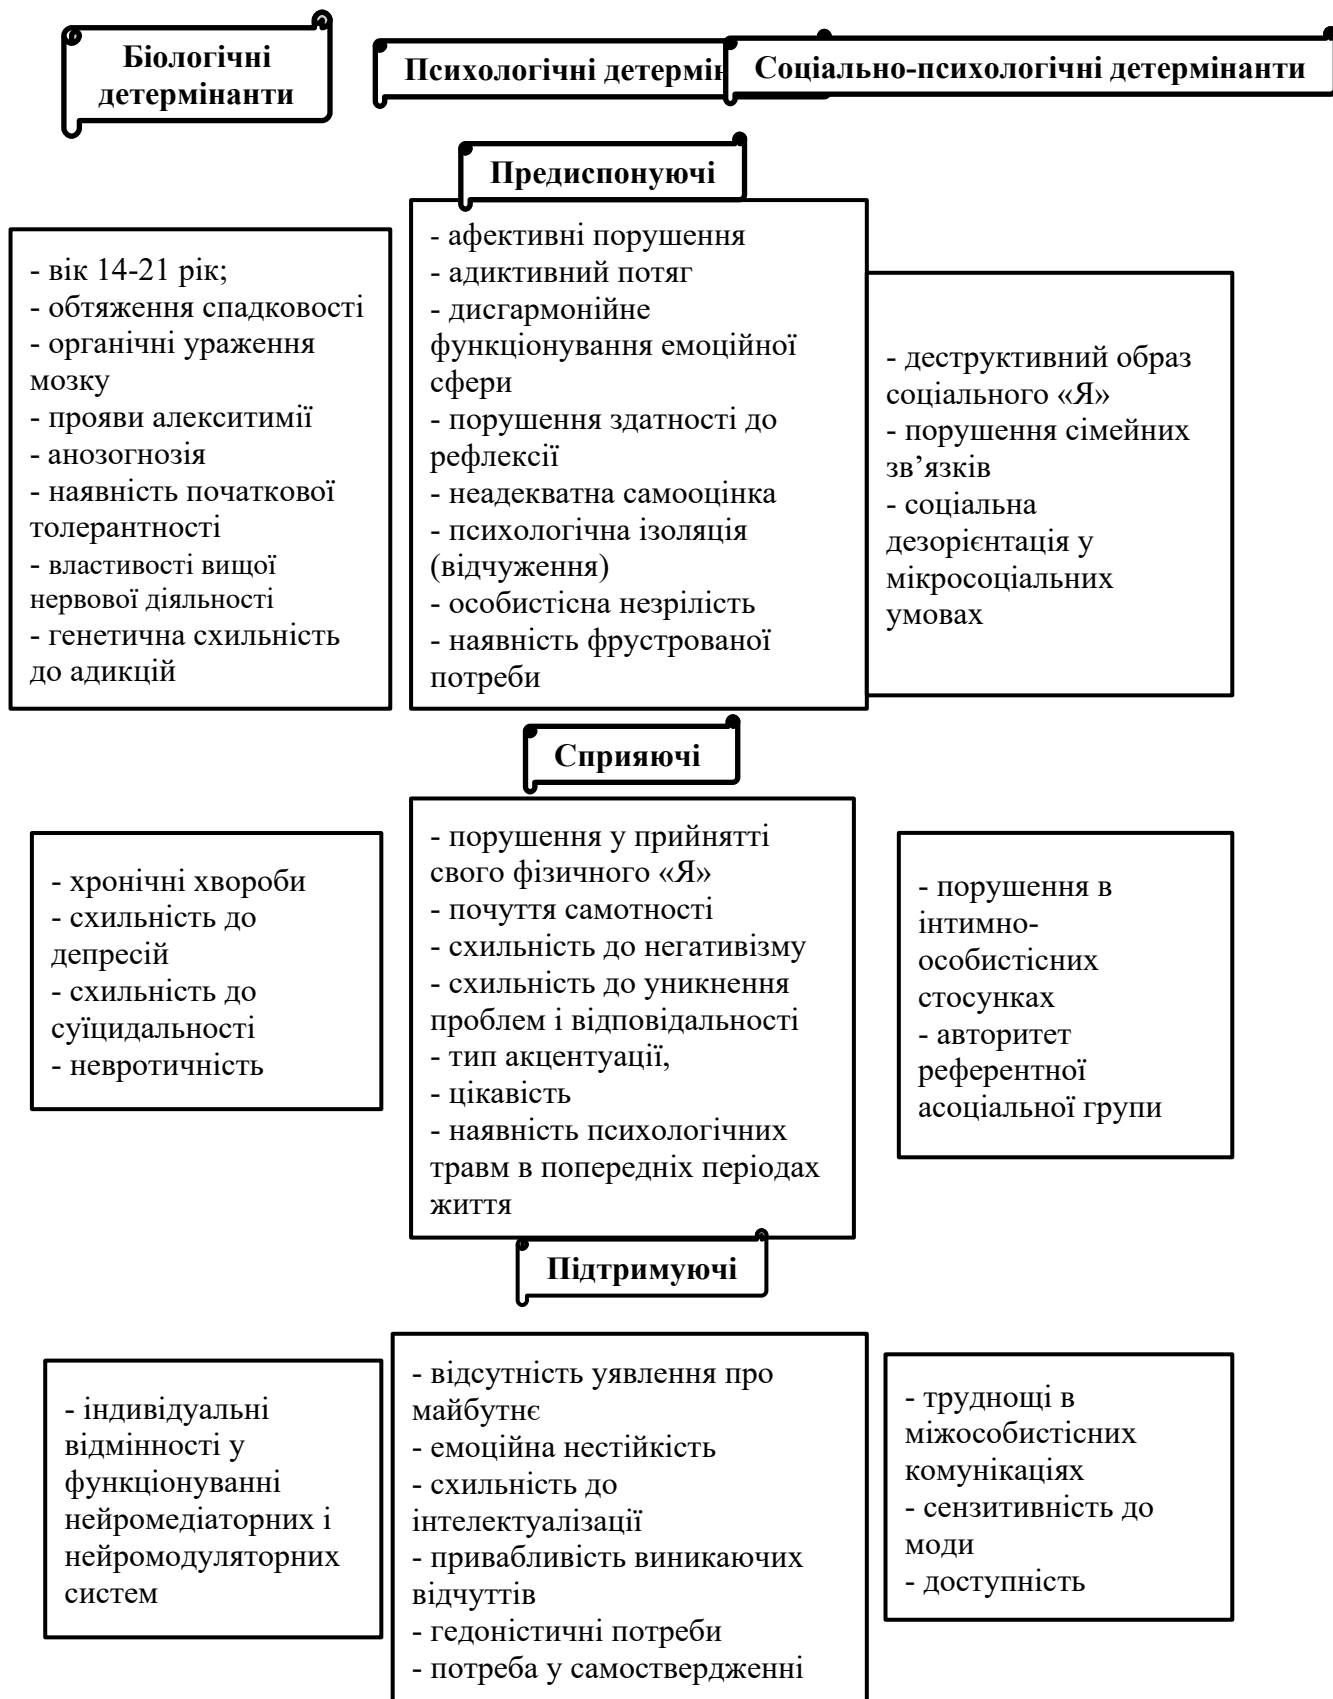 Біологічні
детермінанти
Психологічні детермін
Соціально-психологічні детермінанти
Предиспонуючі
- вік 14-21 рік;
- обтяження спадковості
- органічні ураження
мозку
- прояви алекситимії
- анозогнозія
- наявність початкової
толерантності
- властивості вищої
нервової діяльності
- генетична схильність
до адикцій
- афективні порушення
- адиктивний потяг
- дисгармонійне
функціонування емоційної
сфери
- порушення здатності до
рефлексії
- неадекватна самооцінка
- психологічна ізоляція
(відчуження)
- особистісна незрілість
- наявність фрустрованої
потреби
- деструктивний образ
соціального «Я»
- порушення сімейних
зв’язків
- соціальна
дезорієнтація у
мікросоціальних
умовах
Сприяючі
- хронічні хвороби
- схильність до
депресій
- схильність до
суїцидальності
- невротичність
- порушення у прийнятті
свого фізичного «Я»
- почуття самотності
- схильність до негативізму
- схильність до уникнення
проблем і відповідальності
- тип акцентуації,
- цікавість
- наявність психологічних
травм в попередніх періодах
життя
- порушення в
інтимно-
особистісних
стосунках
- авторитет
референтної
асоціальної групи
Підтримуючі
- індивідуальні
відмінності у
функціонуванні
нейромедіаторних і
нейромодуляторних
систем
- відсутність уявлення про
майбутнє
- емоційна нестійкість
- схильність до
інтелектуалізації
- привабливість виникаючих
відчуттів
- гедоністичні потреби
- потреба у самоствердженні
- труднощі в
міжособистісних
комунікаціях
- сензитивність до
моди
- доступність